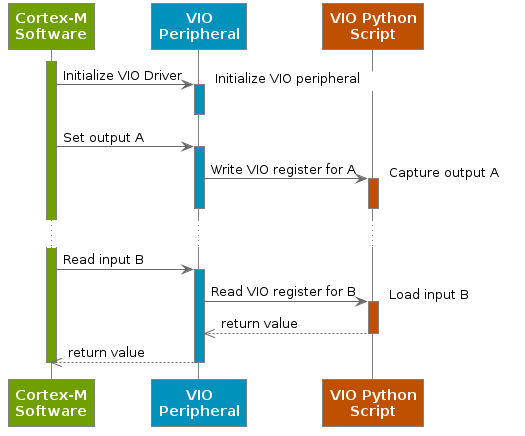 Cortex-M
Software
VIO
Peripheral
VIO Python
Script
Initialize VIO Driver
Initialize VIO peripheral
Set output A
Write VIO register for A
Capture output A
Read input B
Read VIO register for B
Load input B
return value
return value
Cortex-M
Software
VIO
Peripheral
VIO Python
Script